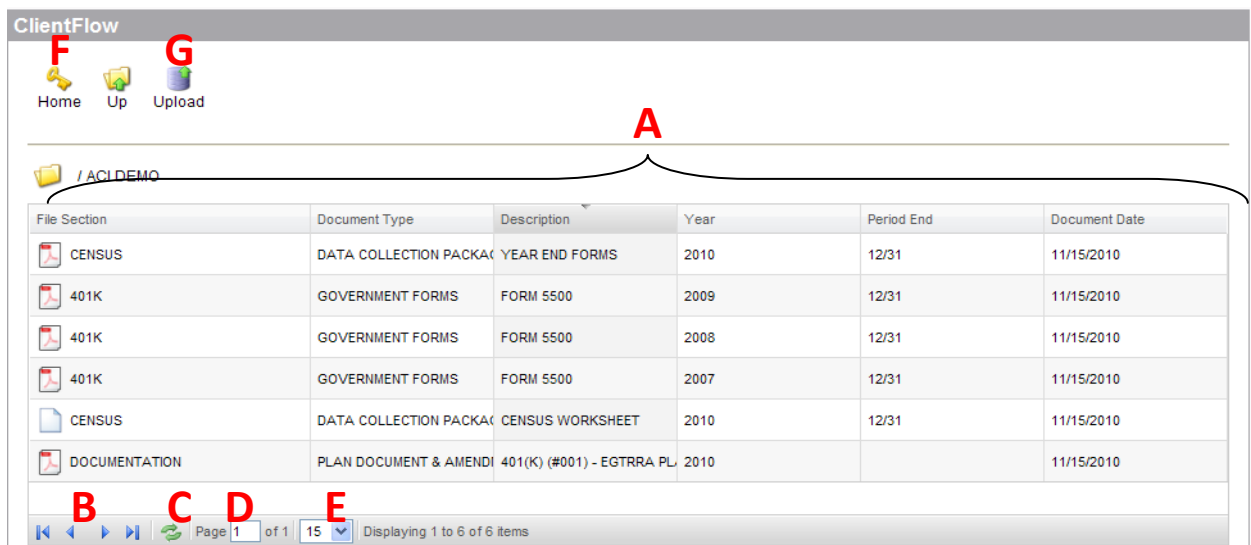 ClientFlow
F G
Home Up Upload
A
/ ACI DEMO
File Section Document Type Description Year Period End Document Date
CENSUS DATA COLLECTION PACKA YEAR END FORMS 2010 12/31 11/15/2010
401K GOVERNMENT FORMS FORM 5500 2009 12/31 11/15/2010
401K GOVERNMENT FORMS FORM 5500 2008 12/31 11/15/2010
401K GOVERNMENT FORMS FORM 5500 2007 12/31 11/15/2010
CENSUS DATA COLLECTION PACKA CENSUS WORKSHEET 2010 12/31 11/15/2010
DOCUMENTATION PLAN DOCUMENT & AMEND 401(K) (#001) - EGTRRA PL 2010 11/15/2010
B C D E
Page 1 of 1 15 Displaying 1 to 6 of 6 items